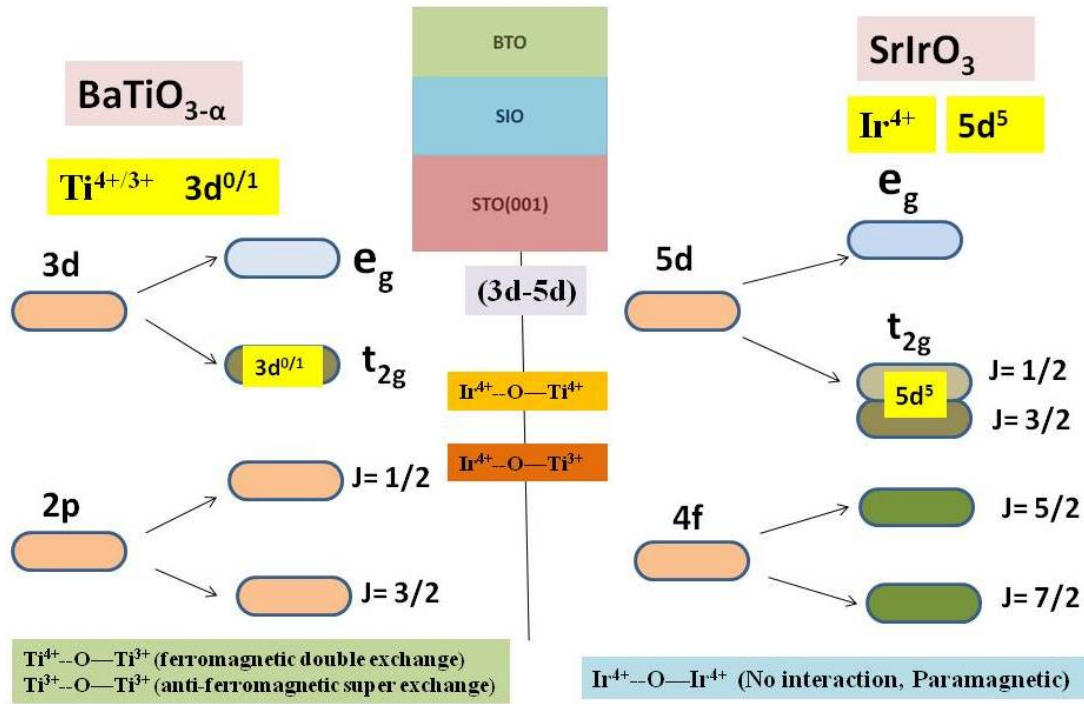 BaTiO₃₋α
Ti⁴⁺/³⁺ 3d⁰/¹
3d
e_g
3d⁰/¹
t₂g
2p
J= 1/2
J= 3/2
Ti⁴⁺--O—Ti³⁺ (ferromagnetic double exchange)
Ti³⁺--O—Ti³⁺ (anti-ferromagnetic super exchange)
BTO
SIO
STO(001)
(3d-5d)
Ir⁴⁺--O—Ti⁴⁺
Ir⁴⁺--O—Ti³⁺
SrIrO₃
Ir⁴⁺ 5d⁵
e_g
5d
t₂g
J= 1/2
5d⁵
J= 3/2
4f
J= 5/2
J= 7/2
Ir⁴⁺--O—Ir⁴⁺ (No interaction, Paramagnetic)